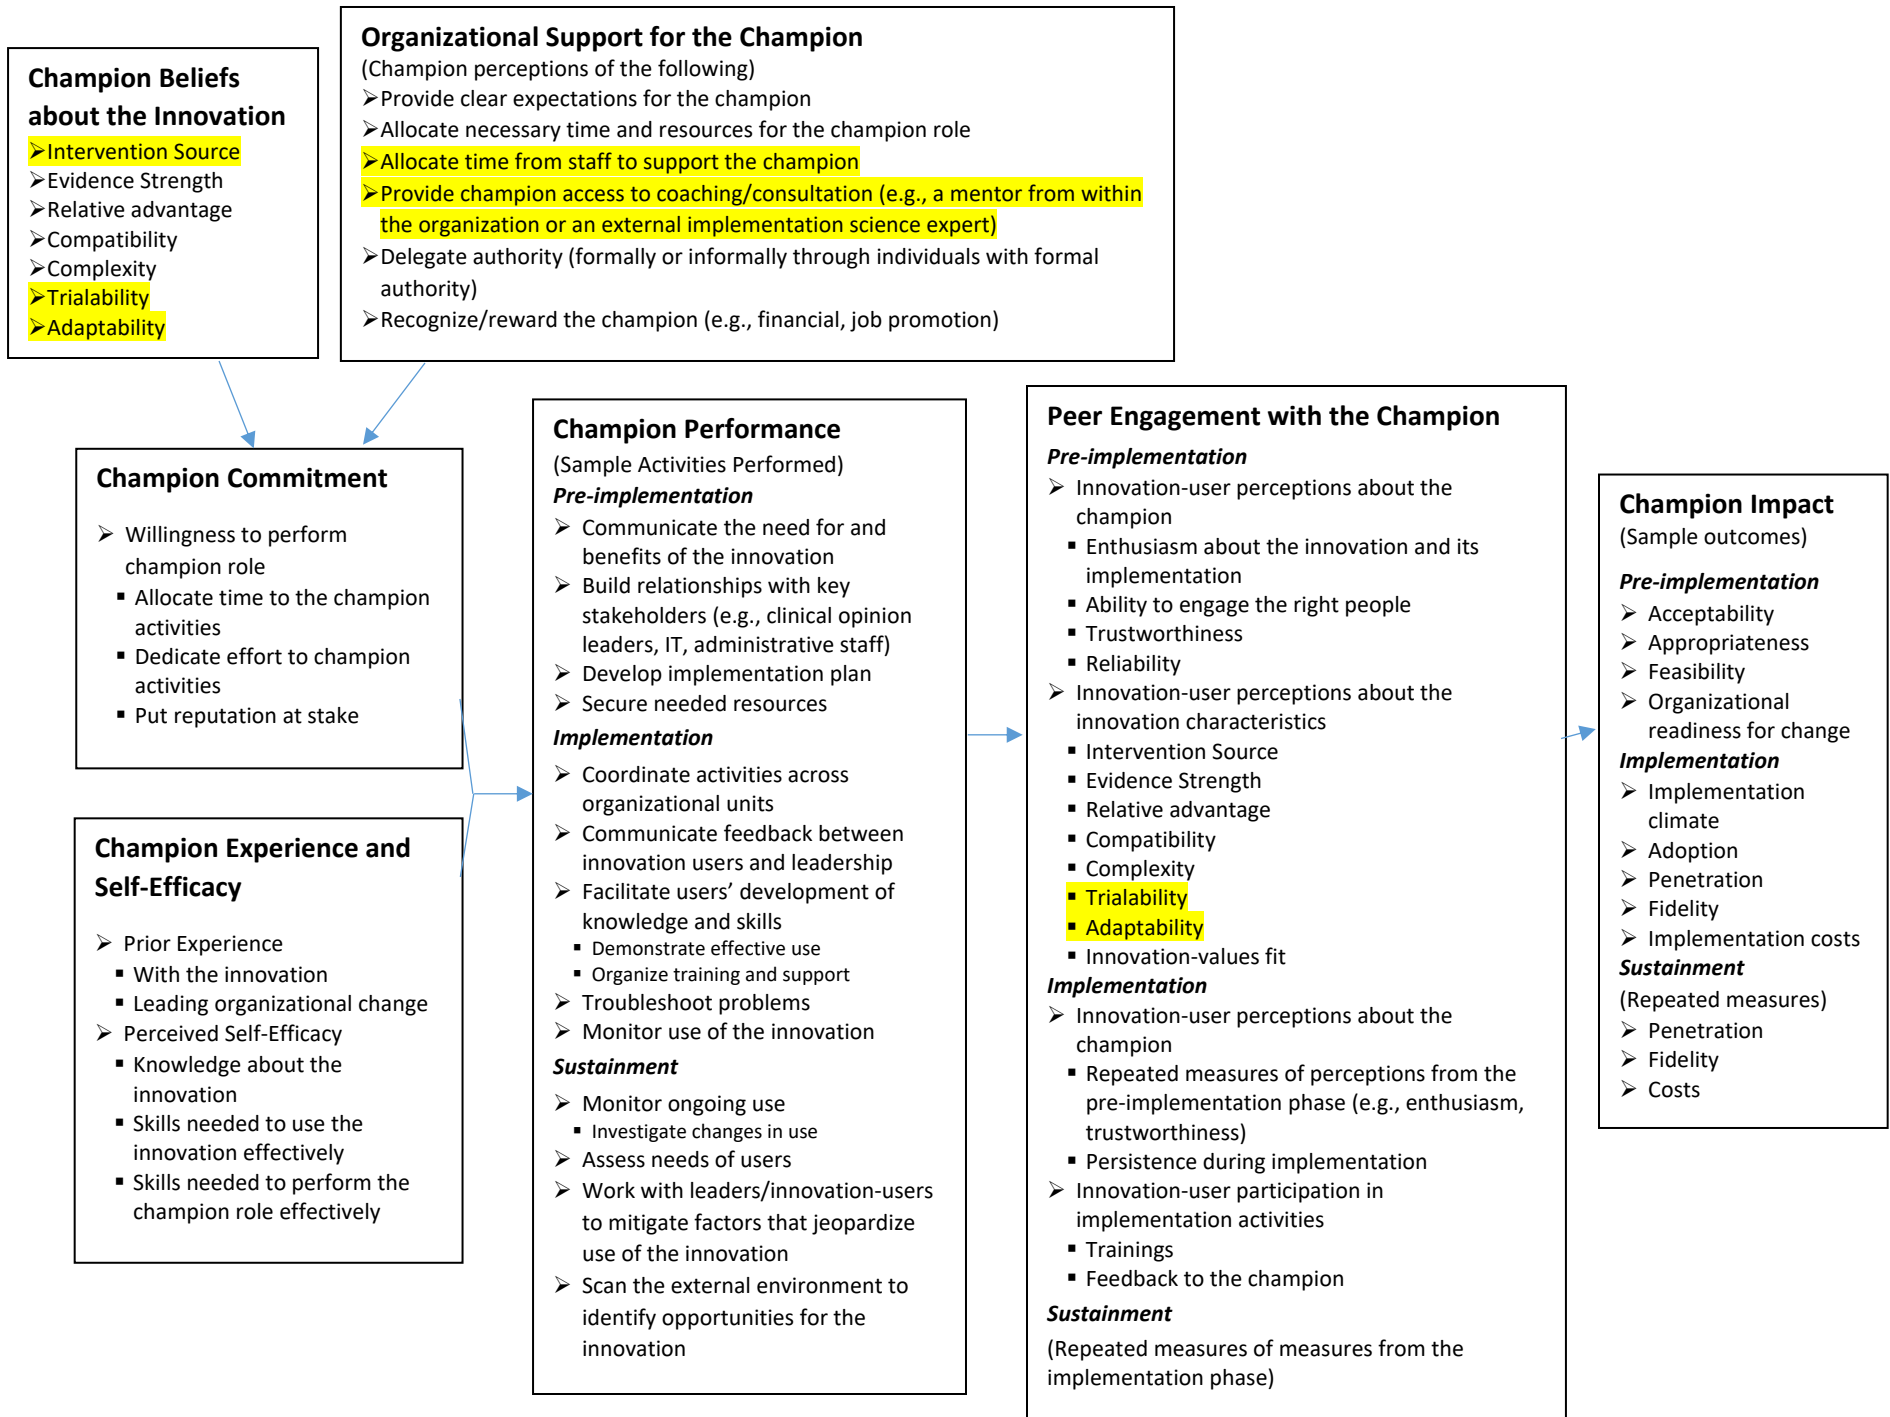 Champion Beliefs
about the Innovation
➢Intervention Source
➢Evidence Strength
➢Relative advantage
➢Compatibility
➢Complexity
➢Trialability
➢Adaptability
Organizational Support for the Champion
(Champion perceptions of the following)
➢Provide clear expectations for the champion
➢Allocate necessary time and resources for the champion role
➢Allocate time from staff to support the champion
➢Provide champion access to coaching/consultation (e.g., a mentor from within
the organization or an external implementation science expert)
➢Delegate authority (formally or informally through individuals with formal
authority)
➢Recognize/reward the champion (e.g., financial, job promotion)
Champion Commitment
➢ Willingness to perform
champion role
▪ Allocate time to the champion
activities
▪ Dedicate effort to champion
activities
▪ Put reputation at stake
Champion Experience and
Self-Efficacy
➢ Prior Experience
▪ With the innovation
▪ Leading organizational change
➢ Perceived Self-Efficacy
▪ Knowledge about the
innovation
▪ Skills needed to use the
innovation effectively
▪ Skills needed to perform the
champion role effectively
Champion Performance
(Sample Activities Performed)
Pre-implementation
➢ Communicate the need for and
benefits of the innovation
➢ Build relationships with key
stakeholders (e.g., clinical opinion
leaders, IT, administrative staff)
➢ Develop implementation plan
➢ Secure needed resources
Implementation
➢ Coordinate activities across
organizational units
➢ Communicate feedback between
innovation users and leadership
➢ Facilitate users’ development of
knowledge and skills
▪ Demonstrate effective use
▪ Organize training and support
➢ Troubleshoot problems
➢ Monitor use of the innovation
Sustainment
➢ Monitor ongoing use
▪ Investigate changes in use
➢ Assess needs of users
➢ Work with leaders/innovation-users
to mitigate factors that jeopardize
use of the innovation
➢ Scan the external environment to
identify opportunities for the
innovation
Peer Engagement with the Champion
Pre-implementation
➢ Innovation-user perceptions about the
champion
▪ Enthusiasm about the innovation and its
implementation
▪ Ability to engage the right people
▪ Trustworthiness
▪ Reliability
➢ Innovation-user perceptions about the
innovation characteristics
▪ Intervention Source
▪ Evidence Strength
▪ Relative advantage
▪ Compatibility
▪ Complexity
▪ Trialability
▪ Adaptability
▪ Innovation-values fit
Implementation
➢ Innovation-user perceptions about the
champion
▪ Repeated measures of perceptions from the
pre-implementation phase (e.g., enthusiasm,
trustworthiness)
▪ Persistence during implementation
➢ Innovation-user participation in
implementation activities
▪ Trainings
▪ Feedback to the champion
Sustainment
(Repeated measures of measures from the
implementation phase)
Champion Impact
(Sample outcomes)
Pre-implementation
➢ Acceptability
➢ Appropriateness
➢ Feasibility
➢ Organizational
readiness for change
Implementation
➢ Implementation
climate
➢ Adoption
➢ Penetration
➢ Fidelity
➢ Implementation costs
Sustainment
(Repeated measures)
➢ Penetration
➢ Fidelity
➢ Costs